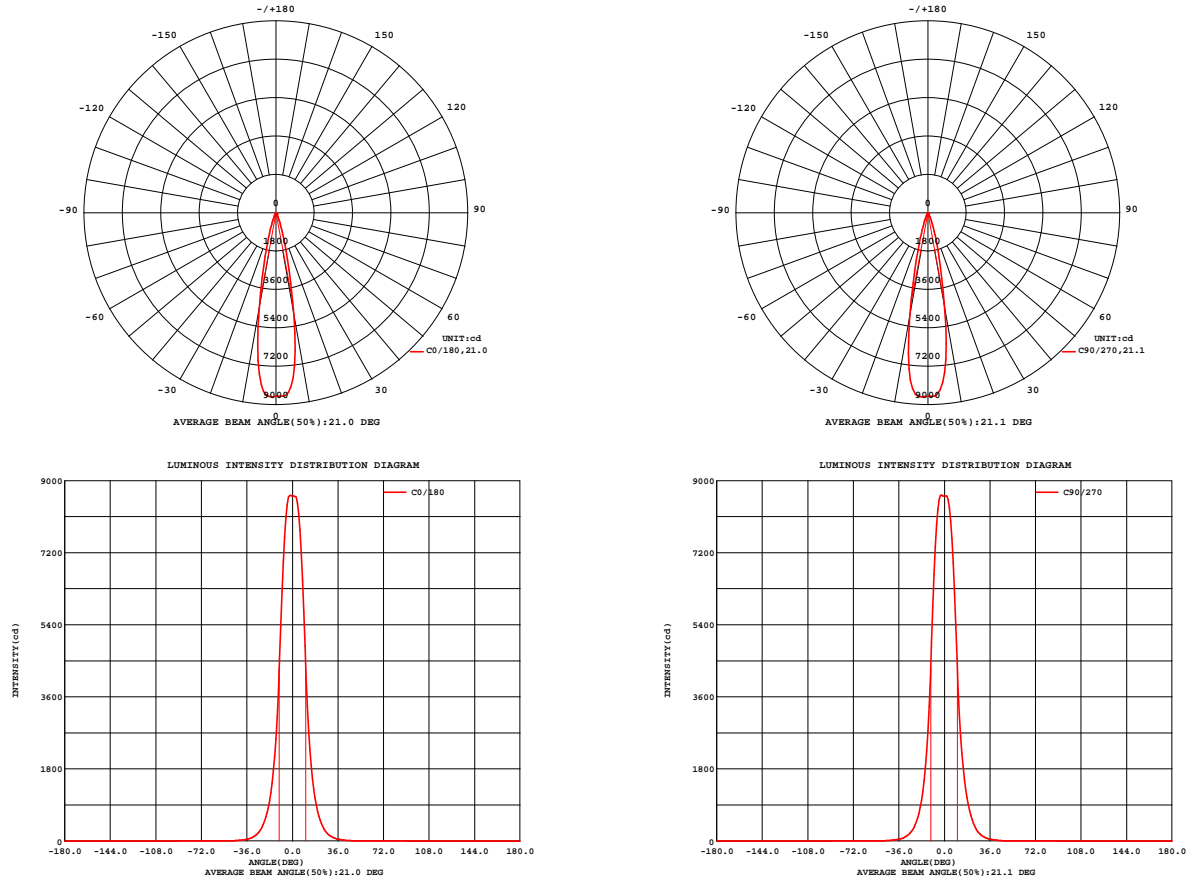 -/+180
-150
150
-120
120
-90
90
-60
60
-30
30
0
0
1800
3600
5400
7200
9000
UNIT:cd
C0/180,21.0
AVERAGE BEAM ANGLE(50%):21.0 DEG
-/+180
-150
150
-120
120
-90
90
-60
60
-30
30
0
0
1800
3600
5400
7200
9000
UNIT:cd
C90/270,21.1
AVERAGE BEAM ANGLE(50%):21.1 DEG
LUMINOUS INTENSITY DISTRIBUTION DIAGRAM
C0/180
INTENSITY(cd)
9000
7200
5400
3600
1800
0
-180.0 -144.0 -108.0 -72.0 -36.0 0.0 36.0 72.0 108.0 144.0 180.0
ANGLE(DEG)
AVERAGE BEAM ANGLE(50%):21.0 DEG
LUMINOUS INTENSITY DISTRIBUTION DIAGRAM
C90/270
INTENSITY(cd)
9000
7200
5400
3600
1800
0
-180.0 -144.0 -108.0 -72.0 -36.0 0.0 36.0 72.0 108.0 144.0 180.0
ANGLE(DEG)
AVERAGE BEAM ANGLE(50%):21.1 DEG